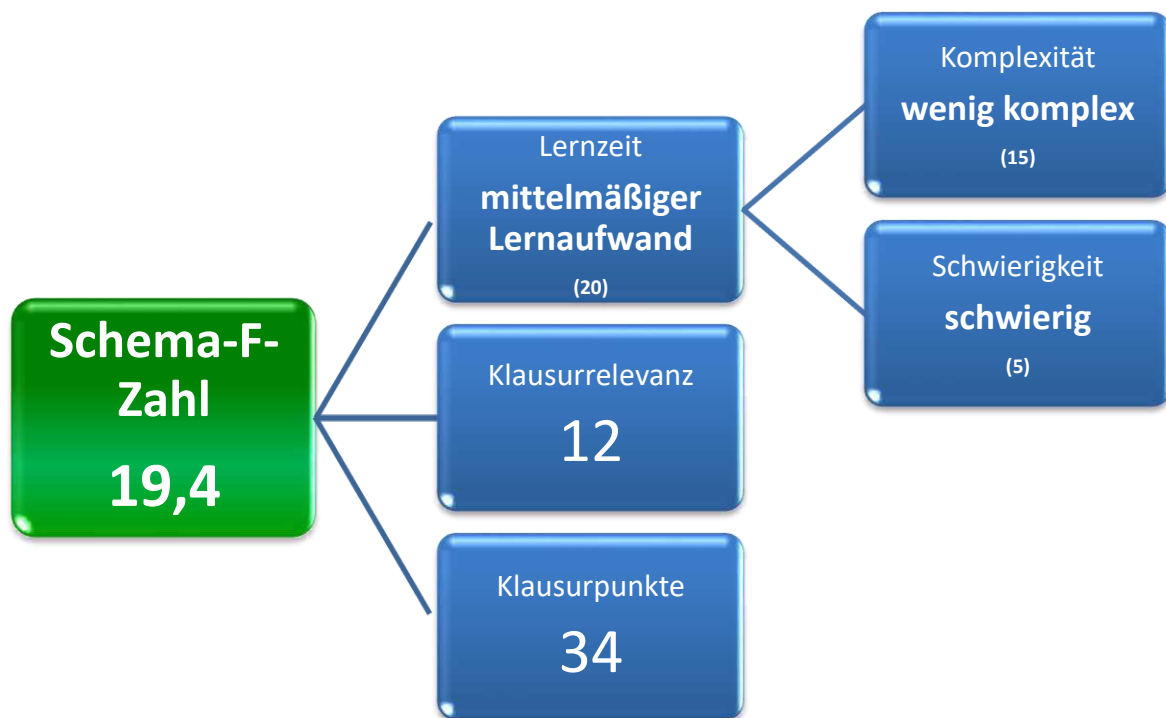 Schema-F-
Zahl
19,4
Lernzeit
mittelmäßiger
Lernaufwand
(20)
Komplexität
wenig komplex
(15)
Schwierigkeit
schwierig
(5)
Klausurrelevanz
12
Klausurpunkte
34